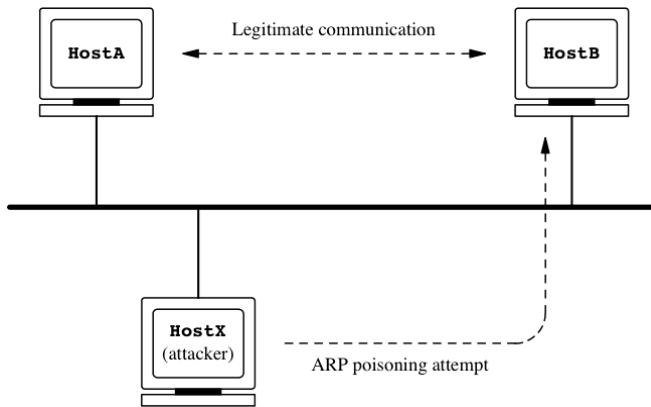 Legitimate communication
HostA
HostB
HostX
(attacker)
ARP poisoning attempt